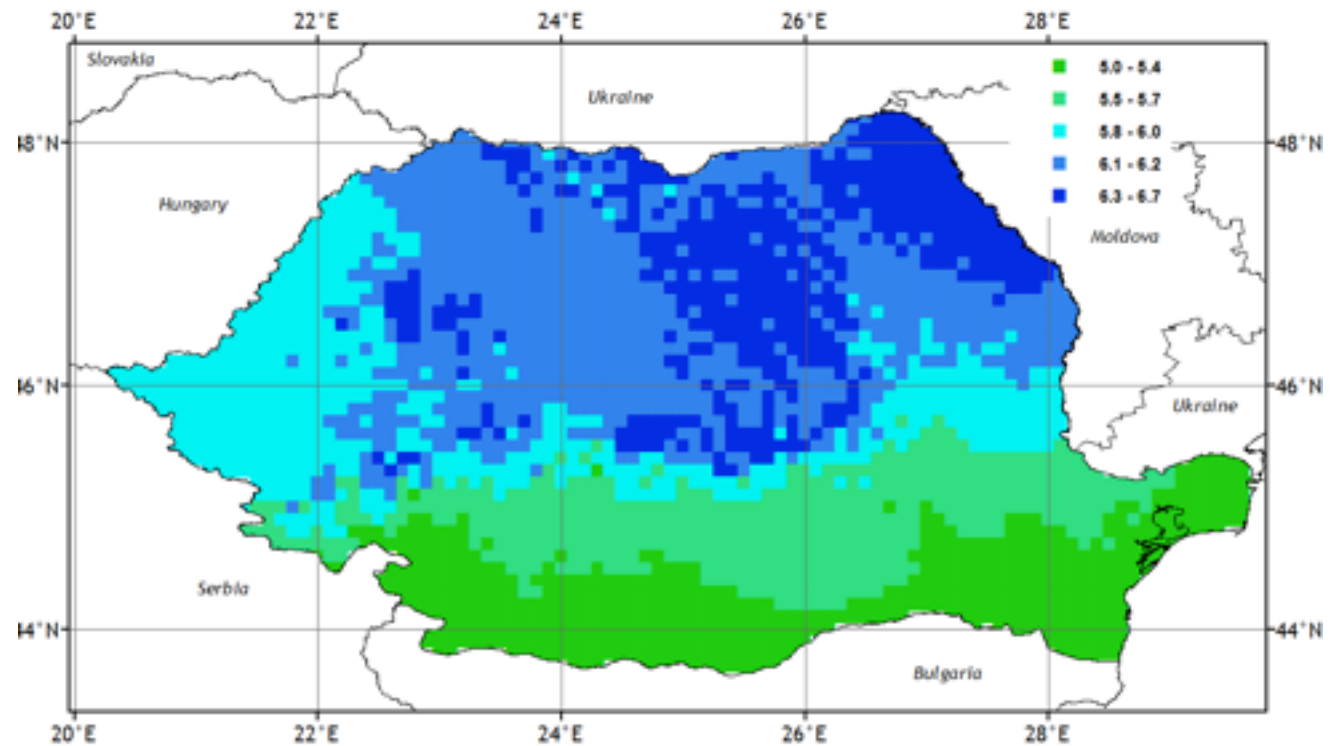 20°E 22°E 24°E 26°E 28°E
Slovakia
5.0 - 5.4
Ukraine
5.5 - 5.7
48°N 48°N
5.8 - 6.0
6.1 - 6.2
6.3 - 6.7
Hungary
Moldova
46°N 46°N
Ukraine
Serbia
44°N 44°N
Bulgaria
20°E 22°E 24°E 26°E 28°E